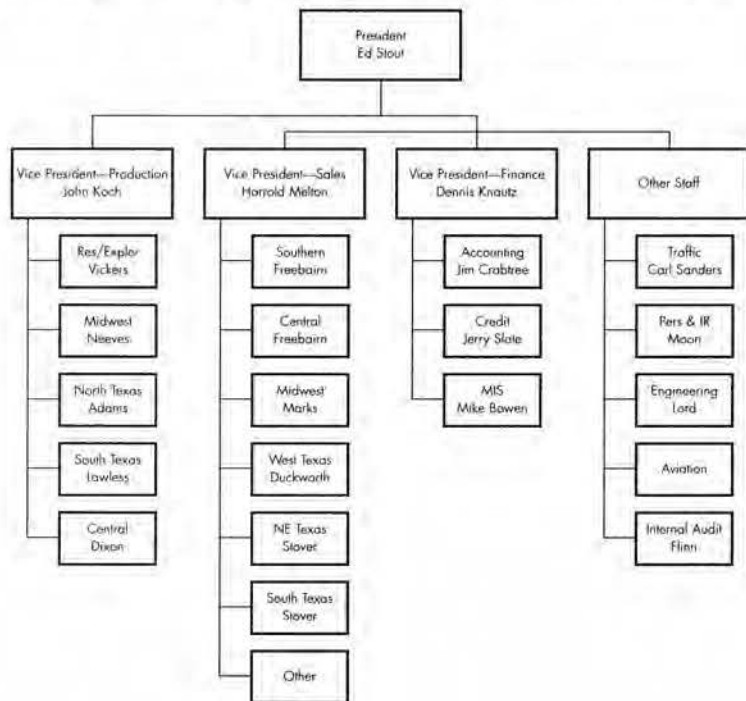 President
Ed Stout
Vice President—Production
John Koch
Vice President—Sales
Harrold Melton
Vice President—Finance
Dennis Knautz
Other Staff
Res/Explor
Vickers
Midwest
Neeves
North Texas
Adams
South Texas
Lawless
Central
Dixon
Southern
Freebairn
Central
Freebairn
Midwest
Marks
West Texas
Duckworth
NE Texas
Stover
South Texas
Stover
Other
Accounting
Jim Crabtree
Credit
Jerry Slate
MIS
Mike Bowen
Traffic
Carl Sanders
Pers & IR
Moon
Engineering
Lord
Aviation
Internal Audit
Flinn